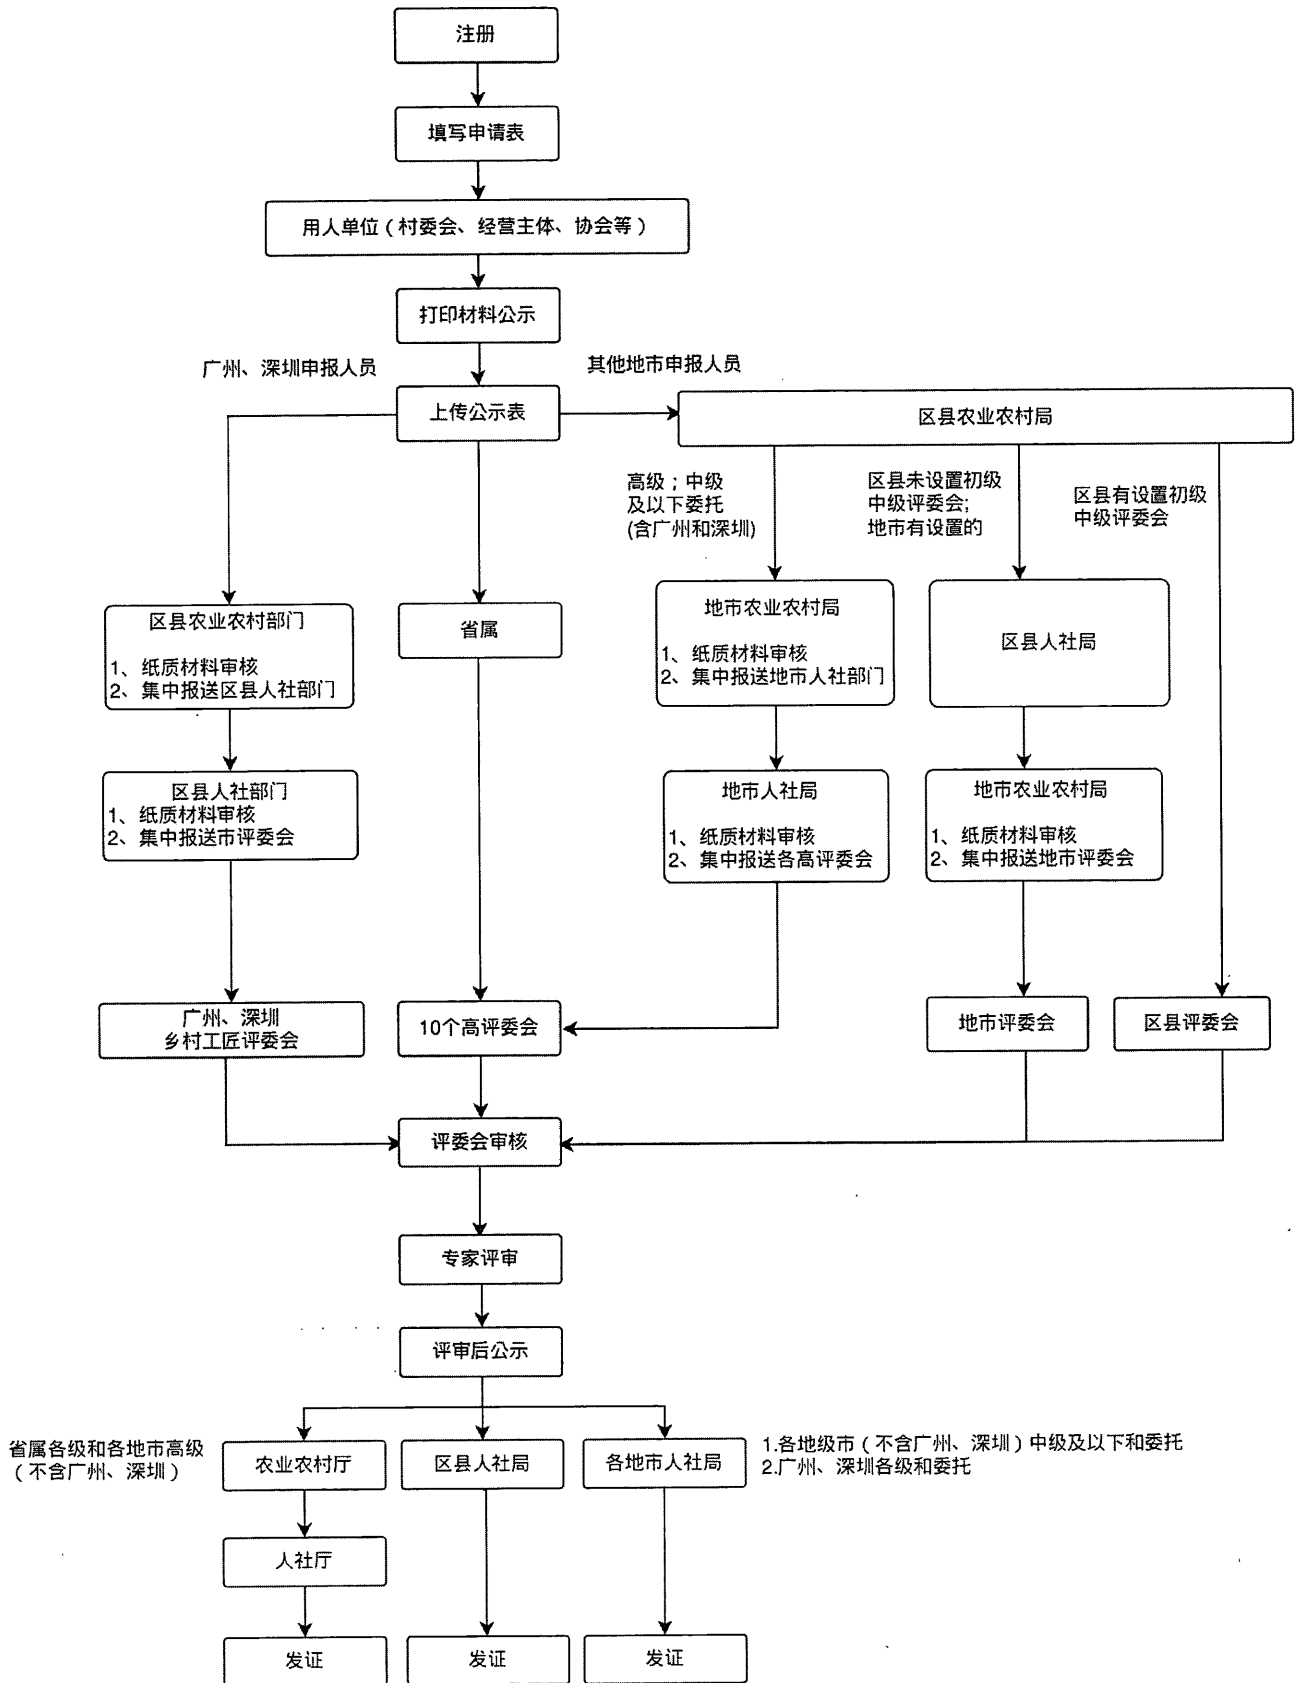 注册
填写申请表
用人单位（村委会、经营主体、协会等）
打印材料公示
广州、深圳申报人员
其他地市申报人员
上传公示表
区县农业农村局
高级；中级
及以下委托
(含广州和深圳)
区县未设置初级
中级评委会;
地市有设置的
区县有设置初级
中级评委会
区县农业农村部门
1、纸质材料审核
2、集中报送区县人社部门
省属
地市农业农村局
1、纸质材料审核
2、集中报送地市人社部门
区县人社局
区县人社部门
1、纸质材料审核
2、集中报送市评委会
地市人社局
1、纸质材料审核
2、集中报送各高评委会
地市农业农村局
1、纸质材料审核
2、集中报送地市评委会
广州、深圳
乡村工匠评委会
10个高评委会
地市评委会
区县评委会
评委会审核
专家评审
评审后公示
省属各级和各地市高级
（不含广州、深圳）
农业农村厅
区县人社局
各地市人社局
1.各地级市（不含广州、深圳）中级及以下和委托
2.广州、深圳各级和委托
人社厅
发证
发证
发证